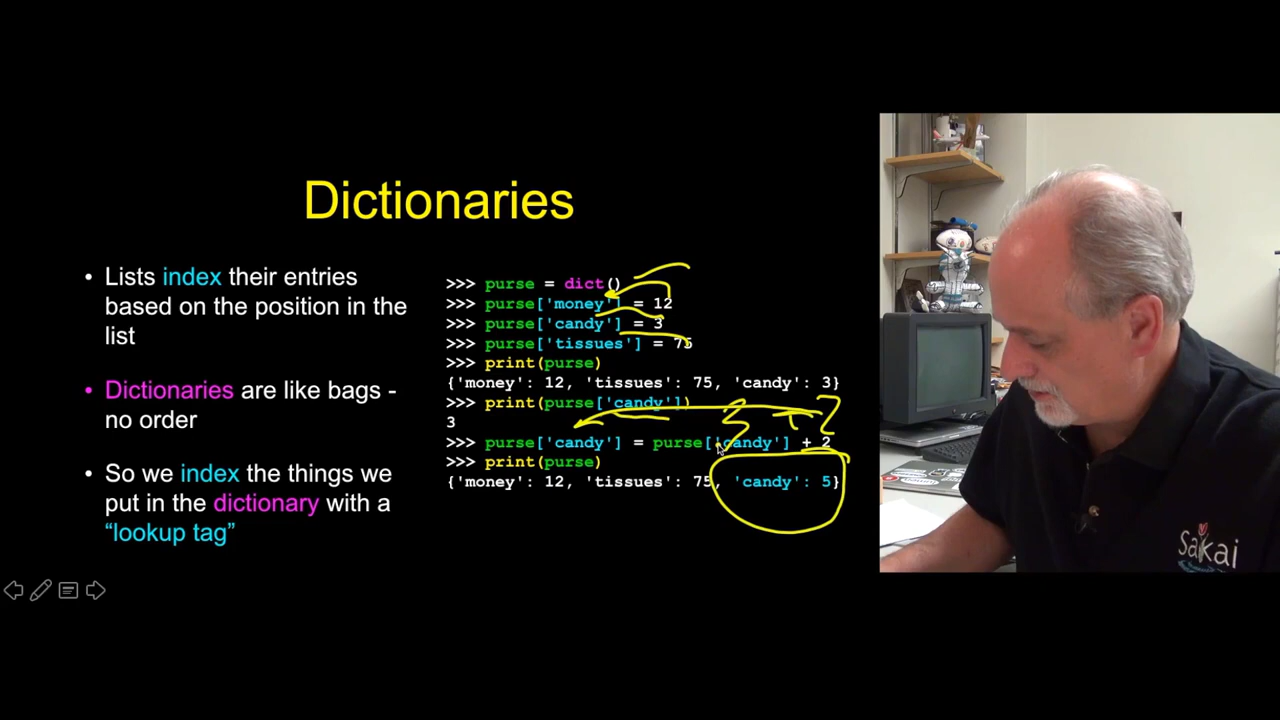 Dictionaries
• Lists index their entries
based on the position in the
list
• Dictionaries are like bags -
no order
• So we index the things we
put in the dictionary with a
“lookup tag”
>>> purse = dict()
>>> purse['money'] = 12
>>> purse['candy'] = 3
>>> purse['tissues'] = 75
>>> print(purse)
{'money': 12, 'tissues': 75, 'candy': 3}
>>> print(purse['candy'])
3
>>> purse['candy'] = purse['candy'] + 2
>>> print(purse)
{'money': 12, 'tissues': 75, 'candy': 5}
3 + 2
Sakai